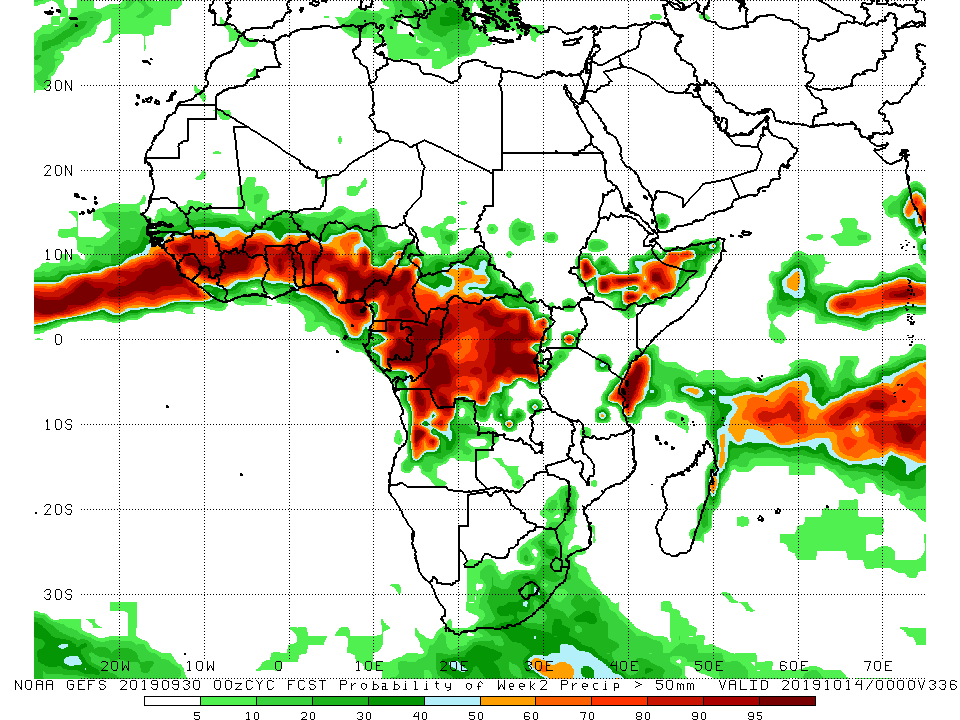 30N
20N
10N
0
10S
20S
30S
20W 10W 0 10E 20E 30E 40E 50E 60E 70E
NOAA GEFS 20190930 00zCYC FCST Probability of Week2 Precip > 50mm VALID 20191014/0000V336
5 10 20 30 40 50 60 70 80 90 95